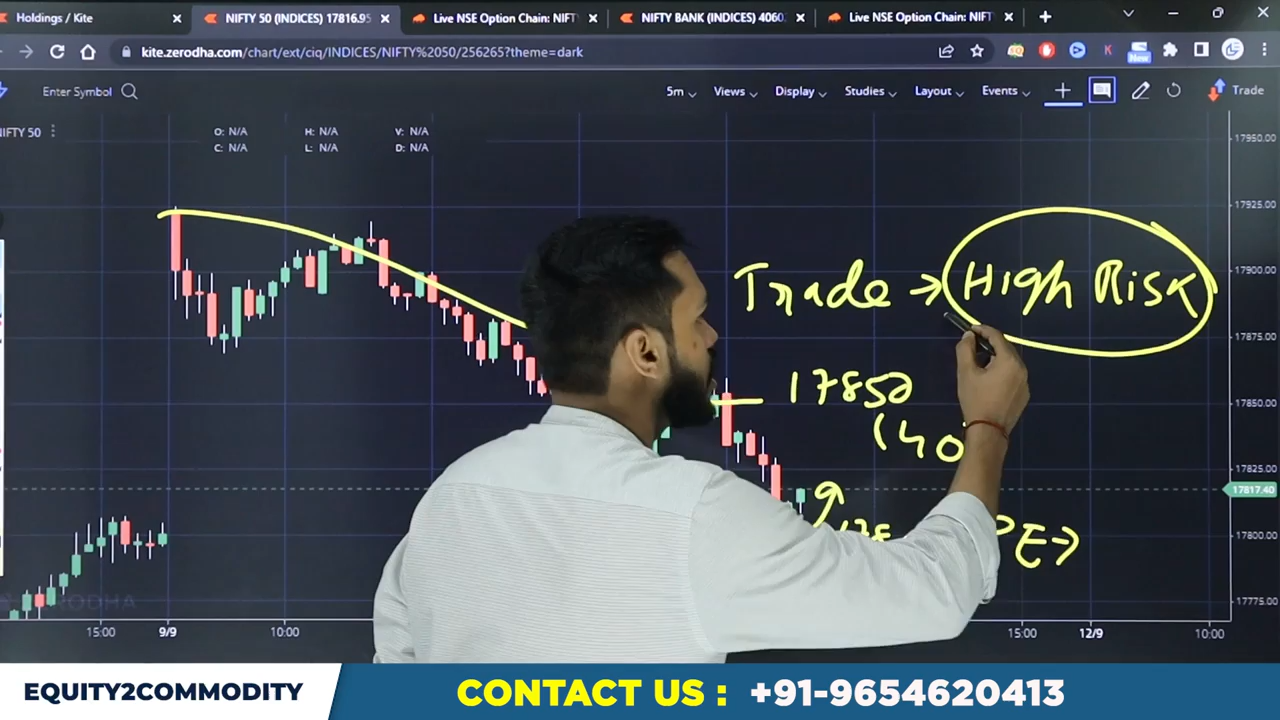 Holdings / Kite
NIFTY 50 (INDICES) 17816.95
Live NSE Option Chain: NIFT
NIFTY BANK (INDICES) 4060
Live NSE Option Chain: NIFT
kite.zerodha.com/chart/ext/ciq/INDICES/NIFTY%2050/256265?theme=dark
New
Enter Symbol
5m
Views
Display
Studies
Layout
Events
Trade
NIFTY 50
O: N/A H: N/A V: N/A
C: N/A L: N/A D: N/A
17950.00
17925.00
17900.00
17875.00
17850.00
17825.00
17817.40
17800.00
17775.00
Trade → High Risk
17850
(40
PE→
ZERODHA
15:00 9/9 10:00 15:00 12/9 10:00
EQUITY2COMMODITY
CONTACT US : +91-9654620413